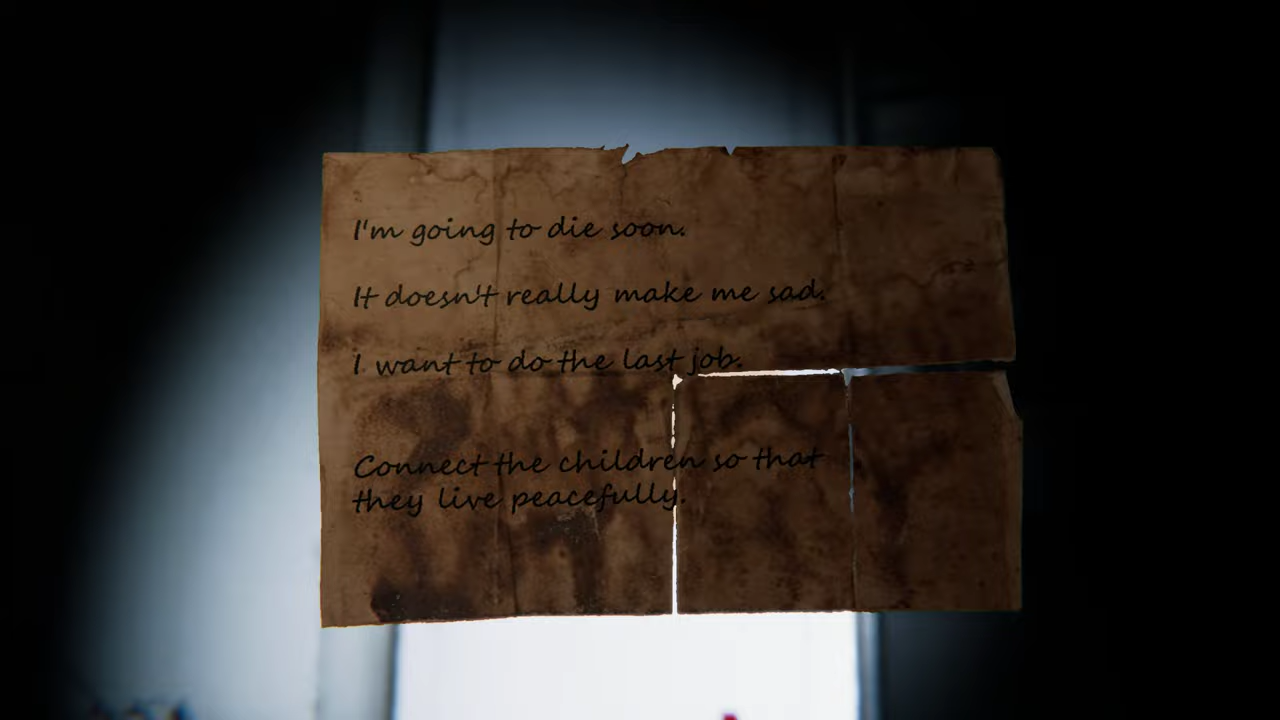 I'm going to die soon.
It doesn't really make me sad.
I want to do the last job.
Connect the children so that
they live peacefully.